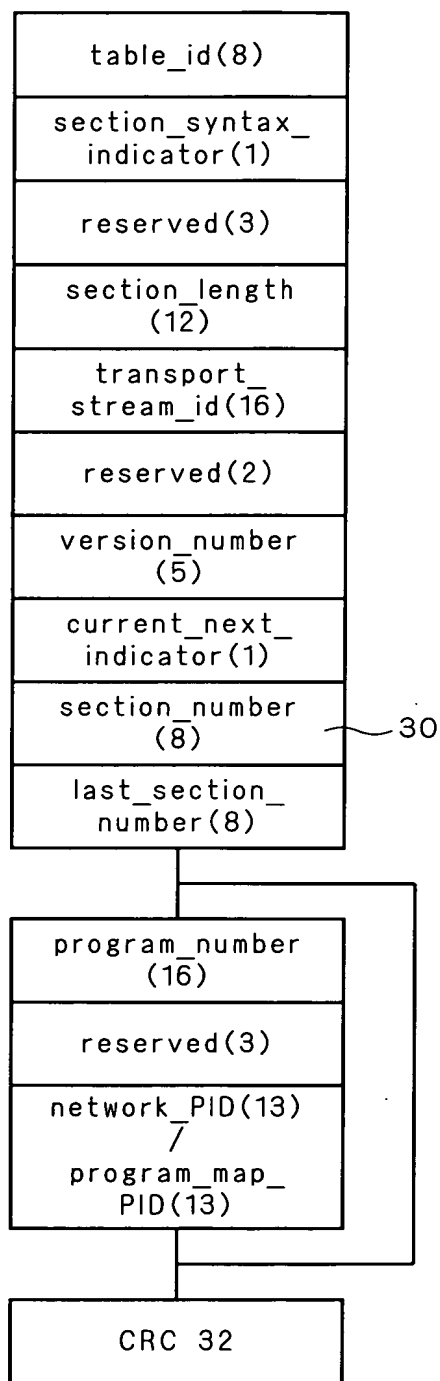 table_id(8)
section_syntax_
indicator(1)
reserved(3)
section_length
(12)
transport_
stream_id(16)
reserved(2)
version_number
(5)
current_next_
indicator(1)
section_number
(8)
30
last_section_
number(8)
program_number
(16)
reserved(3)
network_PID(13)
/
program_map_
PID(13)
CRC 32